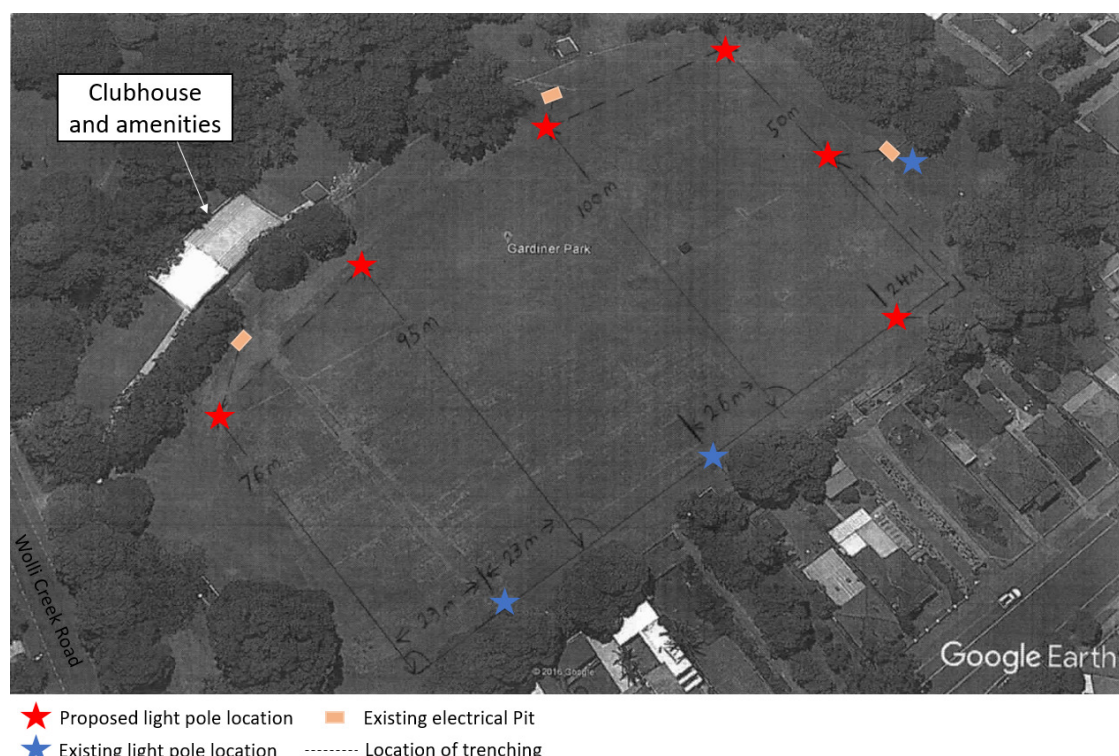 Clubhouse
and amenities
50m
100m
Gardiner Park
24m
95m
26m
76m
23m
29m
Wolli Creek Road
© 2016 Google
Google Earth
Proposed light pole location
Existing electrical Pit
Existing light pole location
Location of trenching